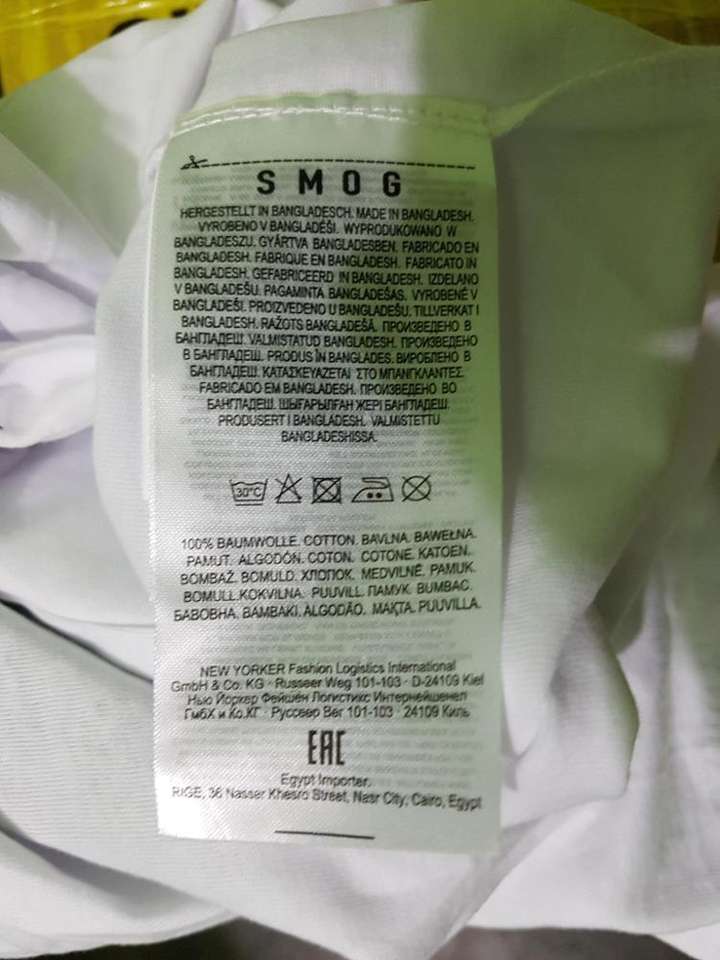 SMOG
HERGESTELLT IN BANGLADESCH. MADE IN BANGLADESH.
VYROBENO V BANGLADÉŠI. WYPRODUKOWANO W
BANGLADESZU. GYÁRTVA BANGLADESBEN. FABRICADO EN
BANGLADESH. FABRIQUE EN BANGLADESH. FABRICATO IN
BANGLADESH. GEFABRICEERD IN BANGLADESH. IZDELANO
V BANGLADEŠU. PAGAMINTA BANGLADEŠAS. VYROBENÉ V
BANGLADEŠI. PROIZVEDENO U BANGLADEŠU. TILLVERKAT I
BANGLADESH. RAŽOTS BANGLADEŠĀ. ПРОИЗВЕДЕНО В
БАНГЛАДЕШ. VALMISTATUD BANGLADESH. ПРОИЗВЕДЕНО
В БАНГЛАДЕШ. PRODUS ÎN BANGLADES. ВИРОБЛЕНО В
БАНГЛАДЕШ. ΚΑΤΑΣΚΕΥΑΖΕΤΑΙ ΣΤΟ ΜΠΑΝΓΚΛΑΝΤΕΣ.
FABRICADO EM BANGLADESH. ПРОИЗВЕДЕНО ВО
БАНГЛАДЕШ. ШЫҒАРЫЛҒАН ЖЕРІ БАНГЛАДЕШ.
PRODUSERT I BANGLADESH. VALMISTETTU
BANGLADESHISSA.
30°C
100% BAUMWOLLE. COTTON. BAVLNA. BAWEŁNA.
PAMUT. ALGODÓN. COTON. COTONE. KATOEN.
BOMBAŽ. BOMULD. ХЛОПОК. MEDVILNĖ. PAMUK.
BOMULL.KOKVILNA. PUUVILL. ПАМУК. BUMBAC.
БАВОВНА. ΒΑΜΒΑΚΙ. ALGODÃO. МАҚТА. PUUVILLA.
NEW YORKER Fashion Logistics International
GmbH & Co. KG · Russeer Weg 101-103 · D-24109 Kiel
Нью Йоркер Фейшен Логистикс Интернейшенел
ГмбХ и Ко.КГ · Руссеер Вег 101-103 · 24109 Киль
EAC
Egypt Importer.
RIGE, 36 Nasser Khesro Street, Nasr City, Cairo, Egypt